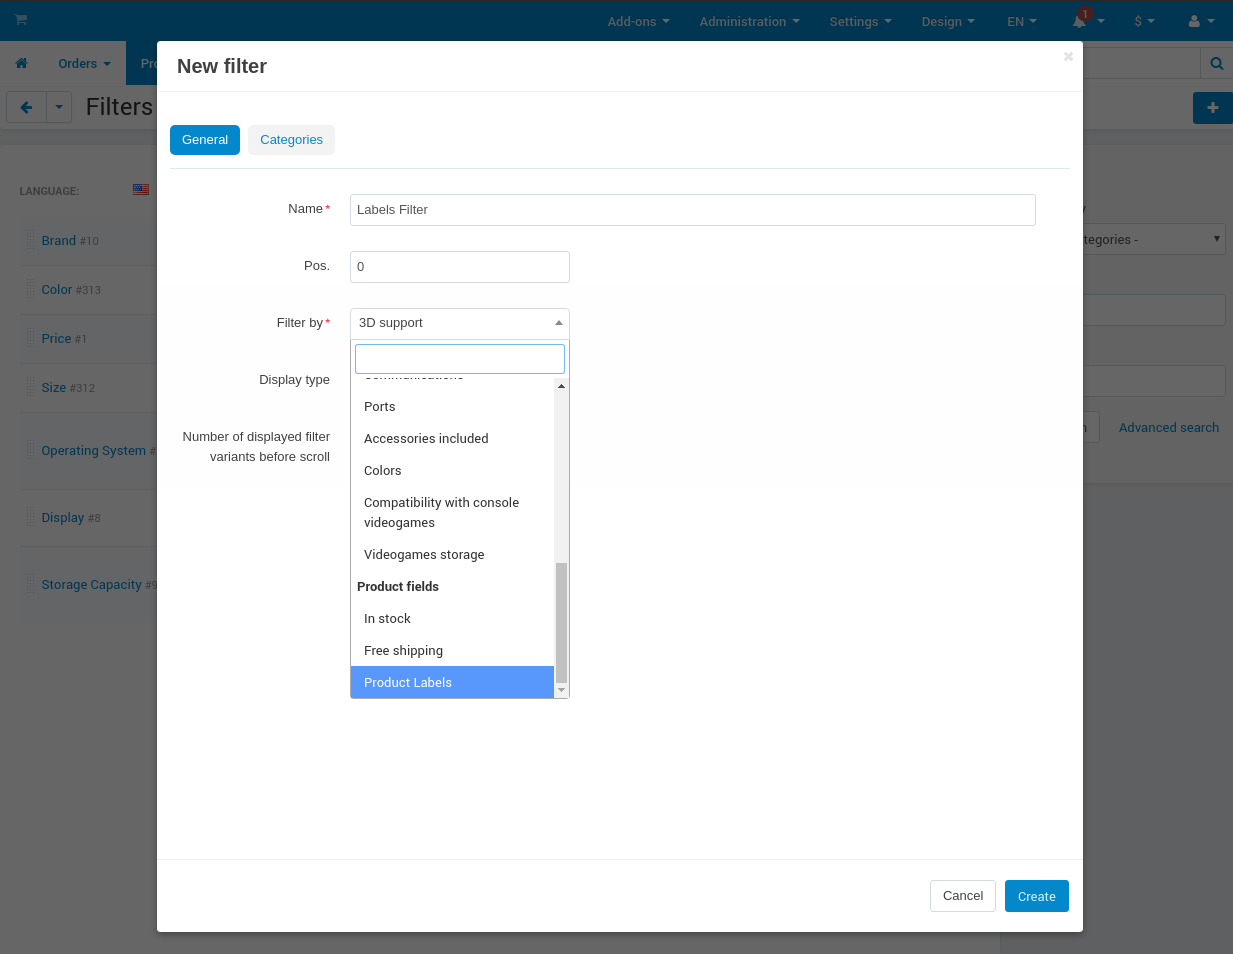 Add-ons Administration Settings Design EN 1 $
Orders Pro
Filters
LANGUAGE:
Brand #10
Color #313
Price #1
Size #312
Operating System #
Display #8
Storage Capacity #9
New filter
General Categories
Name* Labels Filter
Pos. 0
Filter by* 3D support
Display type
Number of displayed filter
variants before scroll
Communications
Ports
Accessories included
Colors
Compatibility with console
videogames
Videogames storage
Product fields
In stock
Free shipping
Product Labels
Cancel Create
y
tegories -
h Advanced search